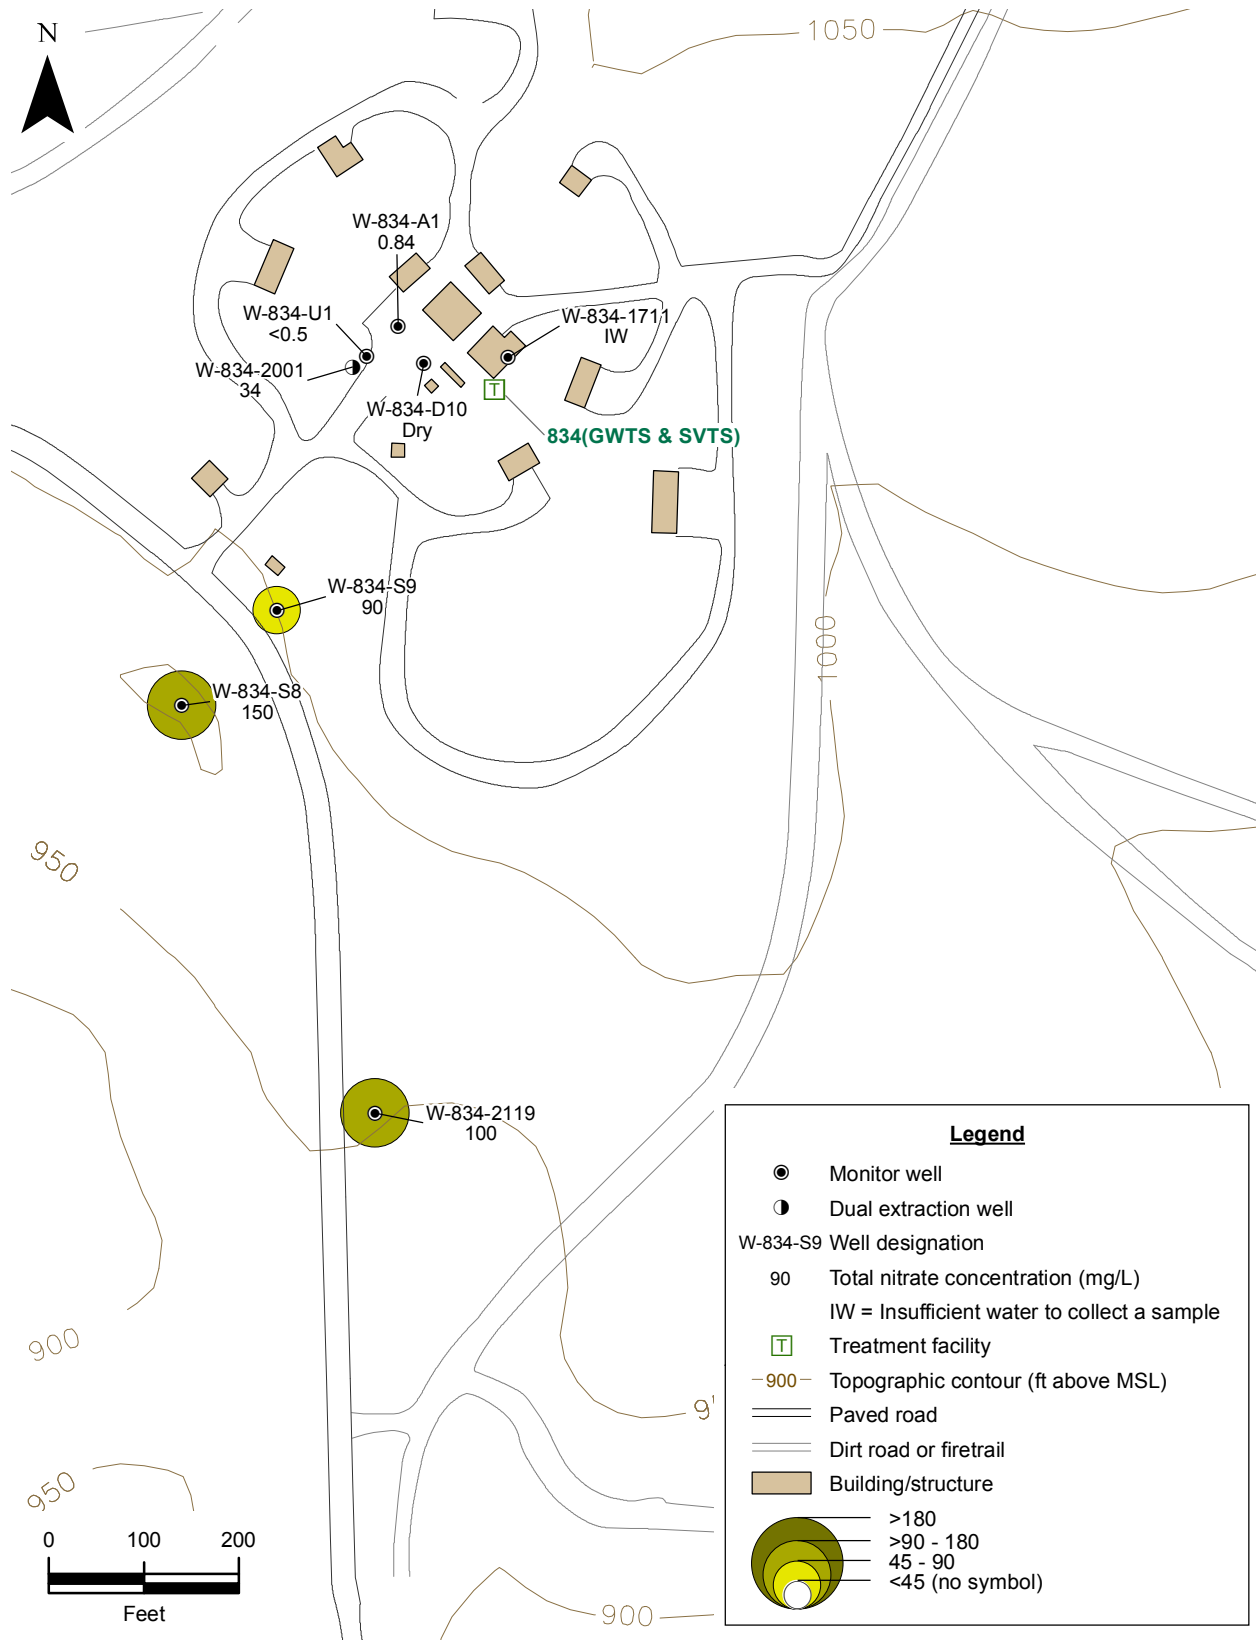 N
1050
W-834-A1
0.84
W-834-U1
<0.5
W-834-1711
IW
W-834-2001
34
W-834-D10
Dry
834(GWTS & SVTS)
W-834-S9
90
1000
W-834-S8
150
950
W-834-2119
100
900
950
0 100 200
Feet
900
Legend
Monitor well
Dual extraction well
W-834-S9 Well designation
90 Total nitrate concentration (mg/L)
IW = Insufficient water to collect a sample
T Treatment facility
900 Topographic contour (ft above MSL)
Paved road
Dirt road or firetrail
Building/structure
>180
>90 - 180
45 - 90
<45 (no symbol)
T